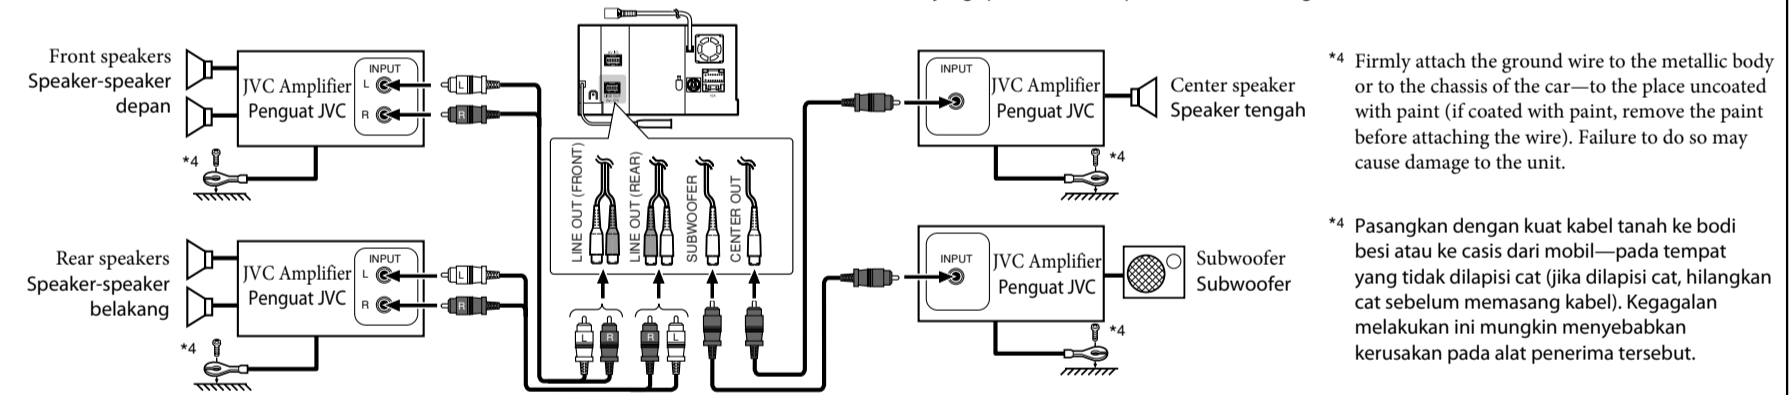 Front speakers
Speaker-speaker
depan
JVC Amplifier
Penguat JVC
INPUT
L
R
L
R
*4
Rear speakers
Speaker-speaker
belakang
JVC Amplifier
Penguat JVC
INPUT
L
R
L
R
*4
LINE OUT (FRONT)
LINE OUT (REAR)
SUBWOOFER
CENTER OUT
L
R
R
L
INPUT
JVC Amplifier
Penguat JVC
Center speaker
Speaker tengah
*4
INPUT
JVC Amplifier
Penguat JVC
Subwoofer
Subwoofer
*4
*4 Firmly attach the ground wire to the metallic body
or to the chassis of the car—to the place uncoated
with paint (if coated with paint, remove the paint
before attaching the wire). Failure to do so may
cause damage to the unit.
*4 Pasangkan dengan kuat kabel tanah ke bodi
besi atau ke casis dari mobil—pada tempat
yang tidak dilapisi cat (jika dilapisi cat, hilangkan
cat sebelum memasang kabel). Kegagalan
melakukan ini mungkin menyebabkan
kerusakan pada alat penerima tersebut.